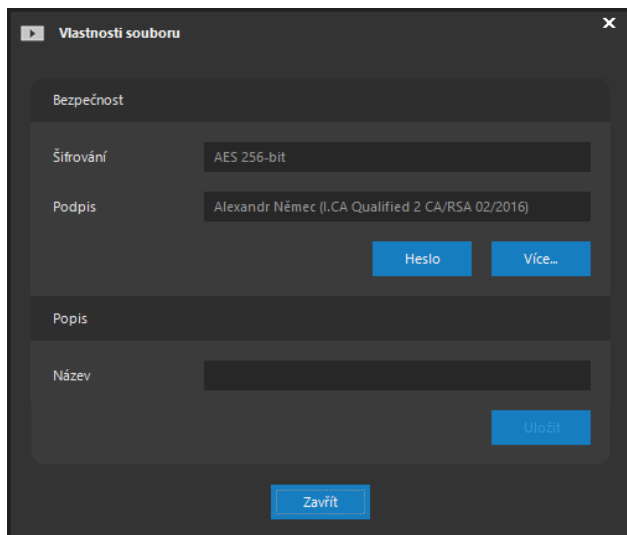 Vlastnosti souboru
Bezpečnost
Šifrování AES 256-bit
Podpis Alexandr Němec (I.CA Qualified 2 CA/RSA 02/2016)
Heslo Více...
Popis
Název
Uložit
Zavřít